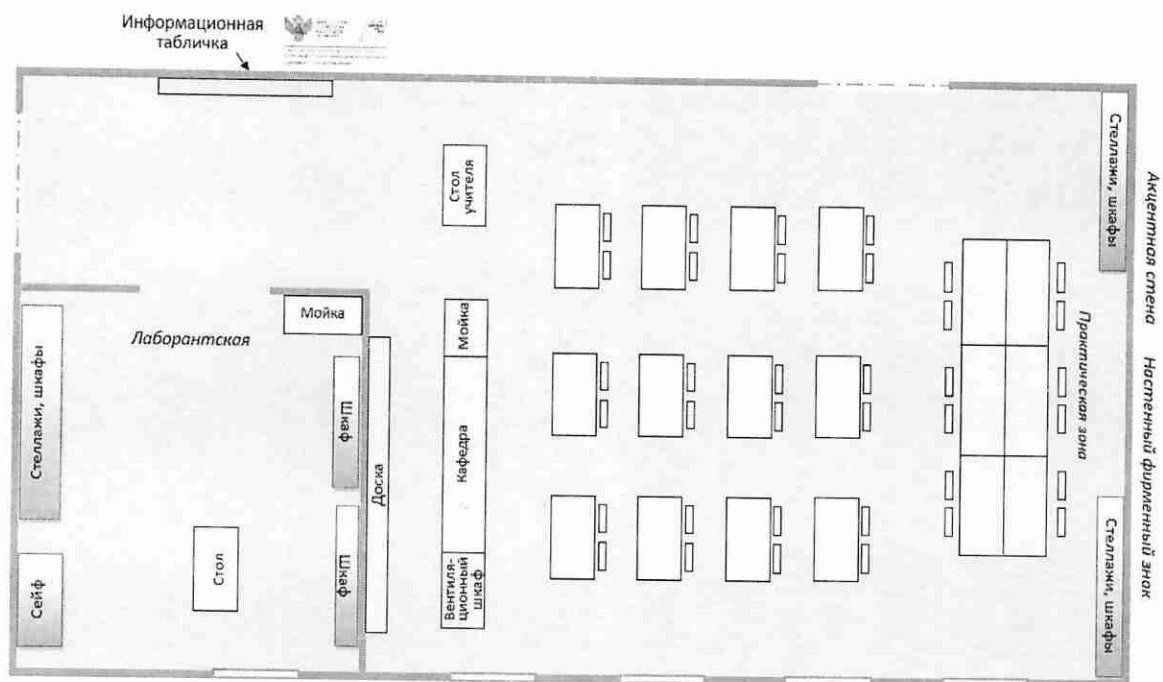 Информационная
табличка
Стеллажи, шкафы
Акцентная стена
Настенный фирменный знак
Стол
учителя
Мойка
Лаборантская
Мойка
Практическая зона
Стеллажи, шкафы
Шкаф
Кафедра
Доска
Стол
Сейф
Шкаф
Вентиля-
ционный
шкаф
Стеллажи, шкафы